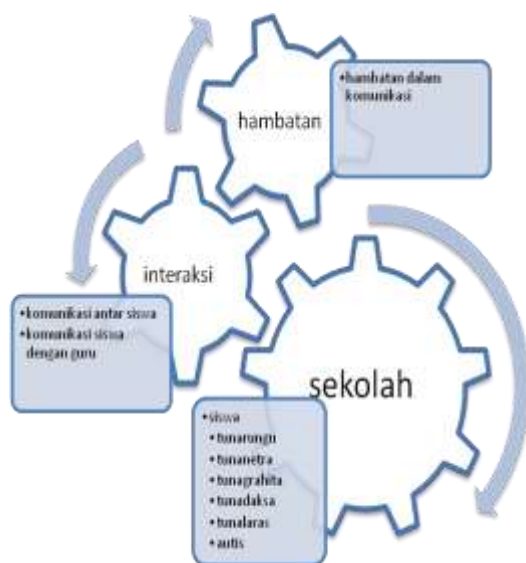 hambatan
• hambatan dalam
komunikasi
interaksi
• komunikasi antar siswa
• komunikasi siswa
dengan guru
sekolah
• siswa
• tunarungu
• tunanetra
• tunagrahita
• tunadaksa
• tunalaras
• autis